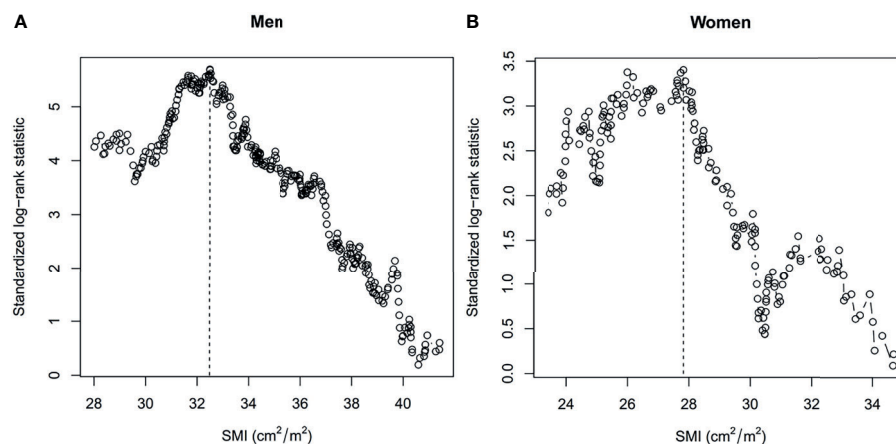 A
Men
Standardized log-rank statistic
5
4
3
2
1
0
28 30 32 34 36 38 40
SMI (cm²/m²)
B
Women
Standardized log-rank statistic
3.5
3.0
2.5
2.0
1.5
1.0
0.5
0.0
24 26 28 30 32 34
SMI (cm²/m²)